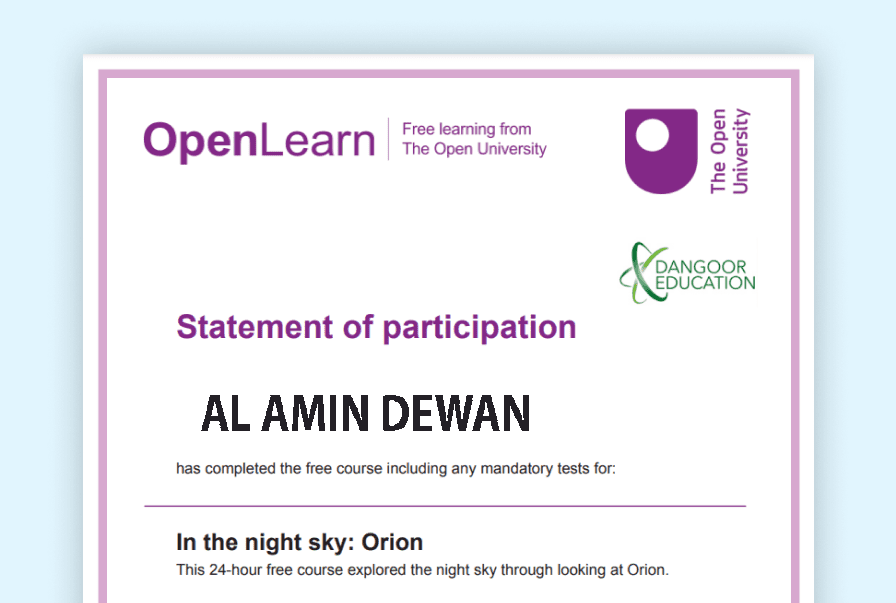 OpenLearn
Free learning from
The Open University
The Open
University
DANGOOR
EDUCATION
Statement of participation
AL AMIN DEWAN
has completed the free course including any mandatory tests for:
In the night sky: Orion
This 24-hour free course explored the night sky through looking at Orion.